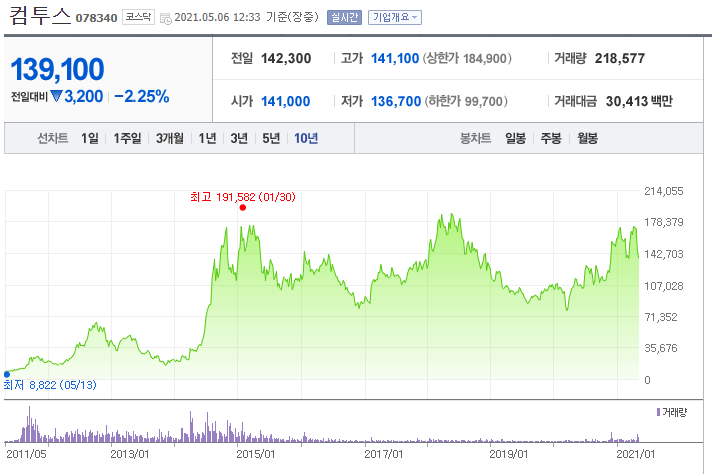 컴투스 078340 코스닥 2021.05.06 12:33 기준(장중) 실시간 기업개요
139,100
전일대비 ▼3,200 -2.25%
전일 142,300 고가 141,100 (상한가 184,900) 거래량 218,577
시가 141,000 저가 136,700 (하한가 99,700) 거래대금 30,413 백만
선차트 1일 1주일 3개월 1년 3년 5년 10년 봉차트 일봉 주봉 월봉
최고 191,582 (01/30)
214,055
178,379
142,703
107,028
71,352
35,676
0
최저 8,822 (05/13)
거래량
2011/05 2013/01 2015/01 2017/01 2019/01 2021/01